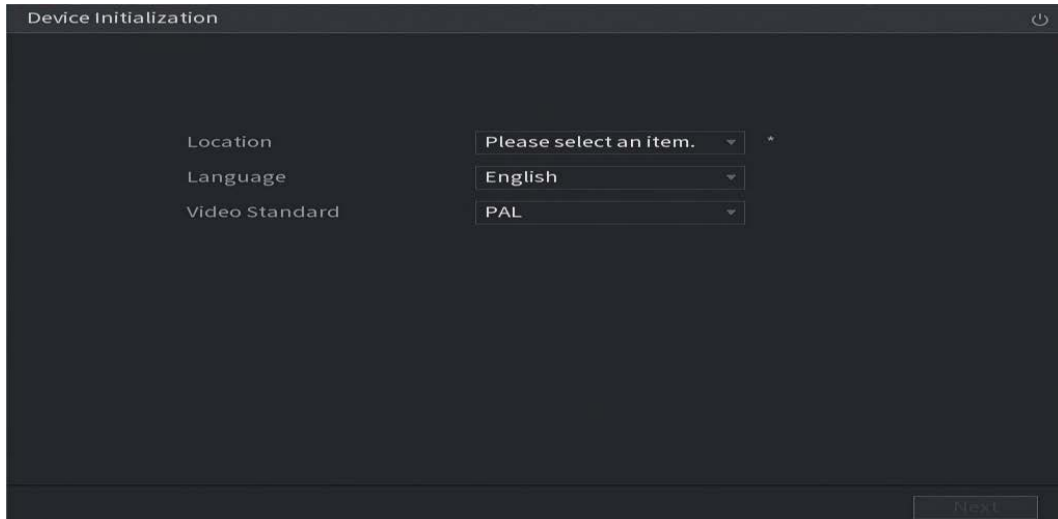 Device Initialization
Location Please select an item. *
Language English
Video Standard PAL
Next